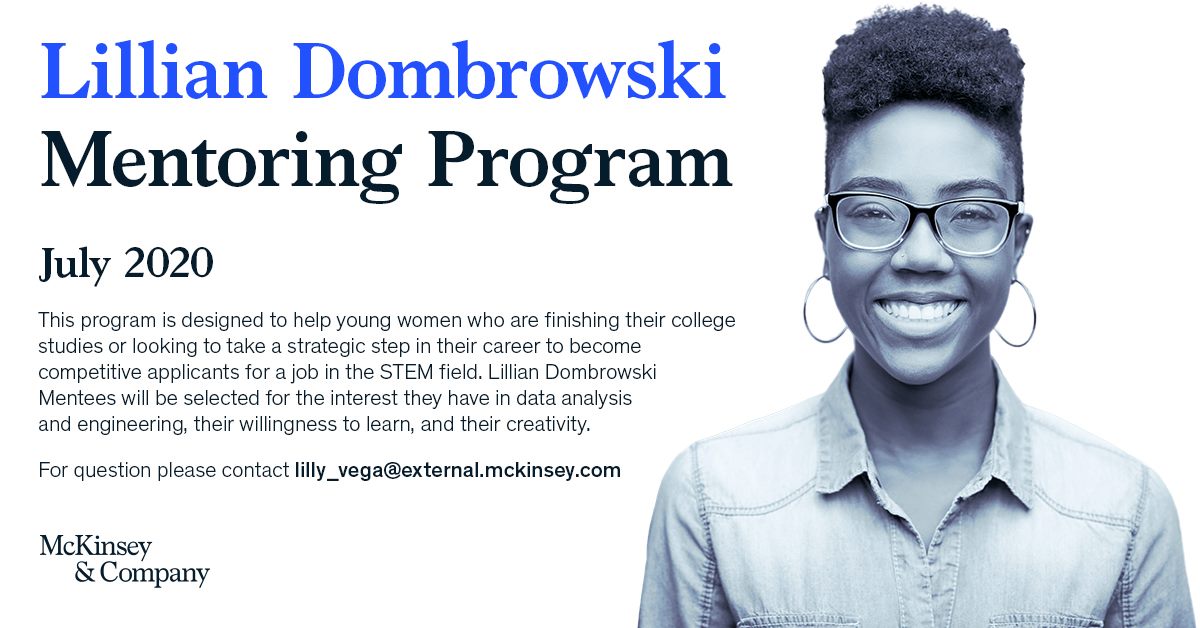 Lillian Dombrowski
Mentoring Program
July 2020
This program is designed to help young women who are finishing their college
studies or looking to take a strategic step in their career to become
competitive applicants for a job in the STEM field. Lillian Dombrowski
Mentees will be selected for the interest they have in data analysis
and engineering, their willingness to learn, and their creativity.
For question please contact lilly_vega@external.mckinsey.com
McKinsey
& Company